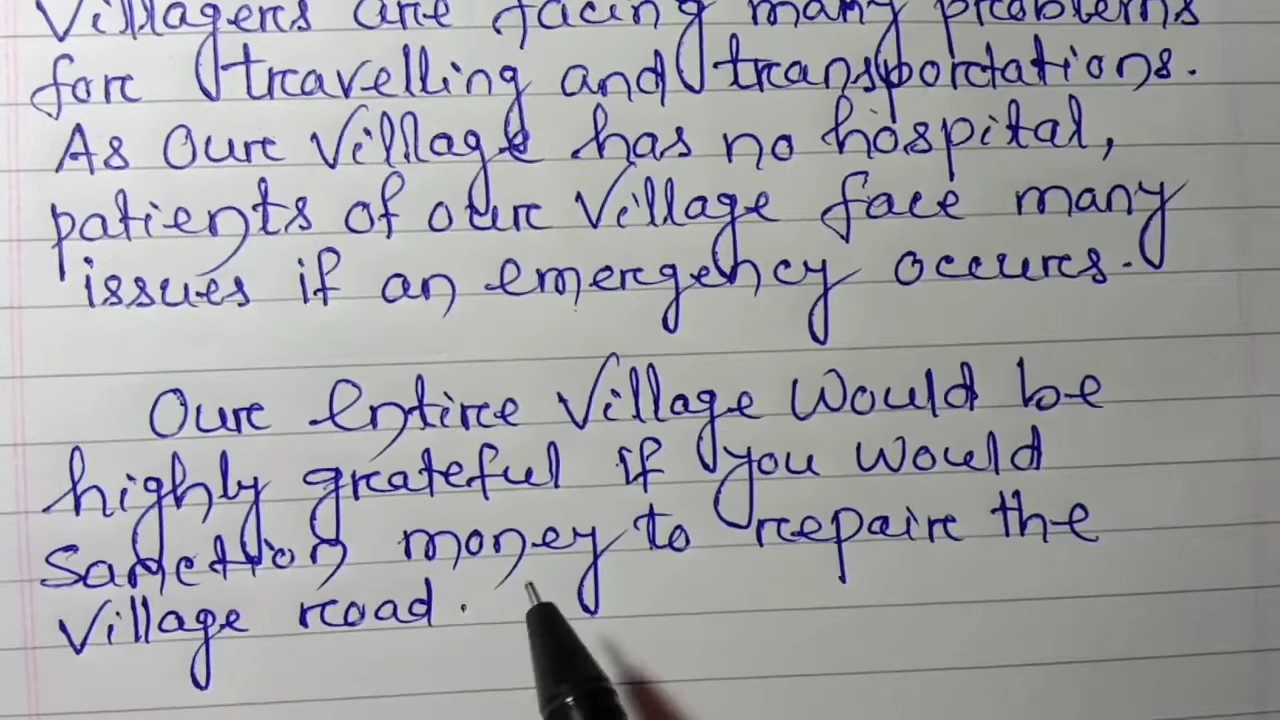 Villagers are facing many problems
for travelling and transportations.
As Our Village has no hospital,
patients of our Village face many
issues if an emergency occurs.
Our Entire Village Would be
highly grateful if you Would
Sanction money to repair the
Village road.